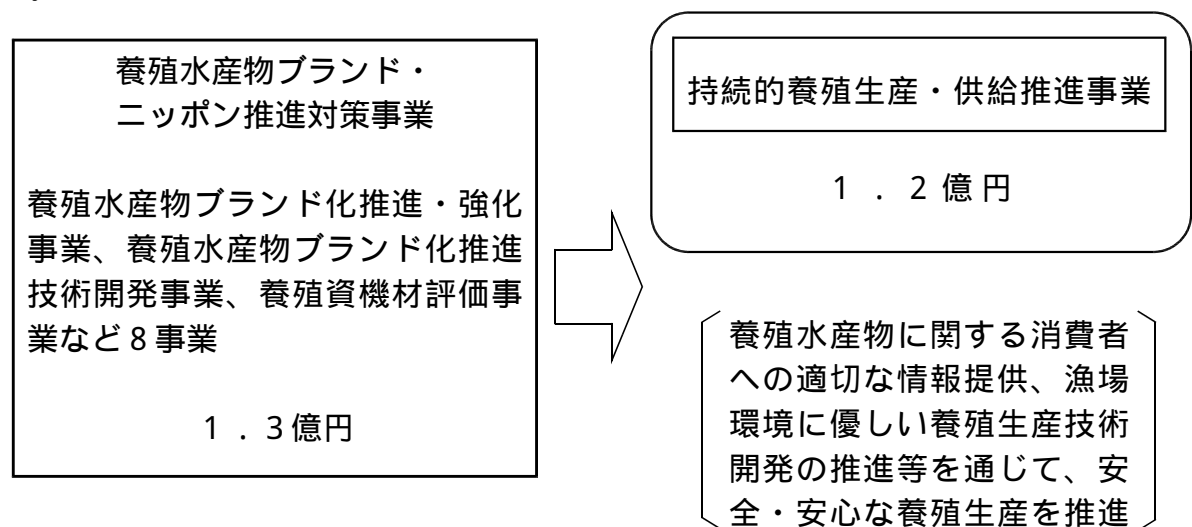 養殖水産物ブランド・
ニッポン推進対策事業
養殖水産物ブランド化推進・強化
事業、養殖水産物ブランド化推進
技術開発事業、養殖資機材評価事
業など8事業
1.3億円
持続的養殖生産・供給推進事業
1.2億円
養殖水産物に関する消費者
への適切な情報提供、漁場
環境に優しい養殖生産技術
開発の推進等を通じて、安
全・安心な養殖生産を推進